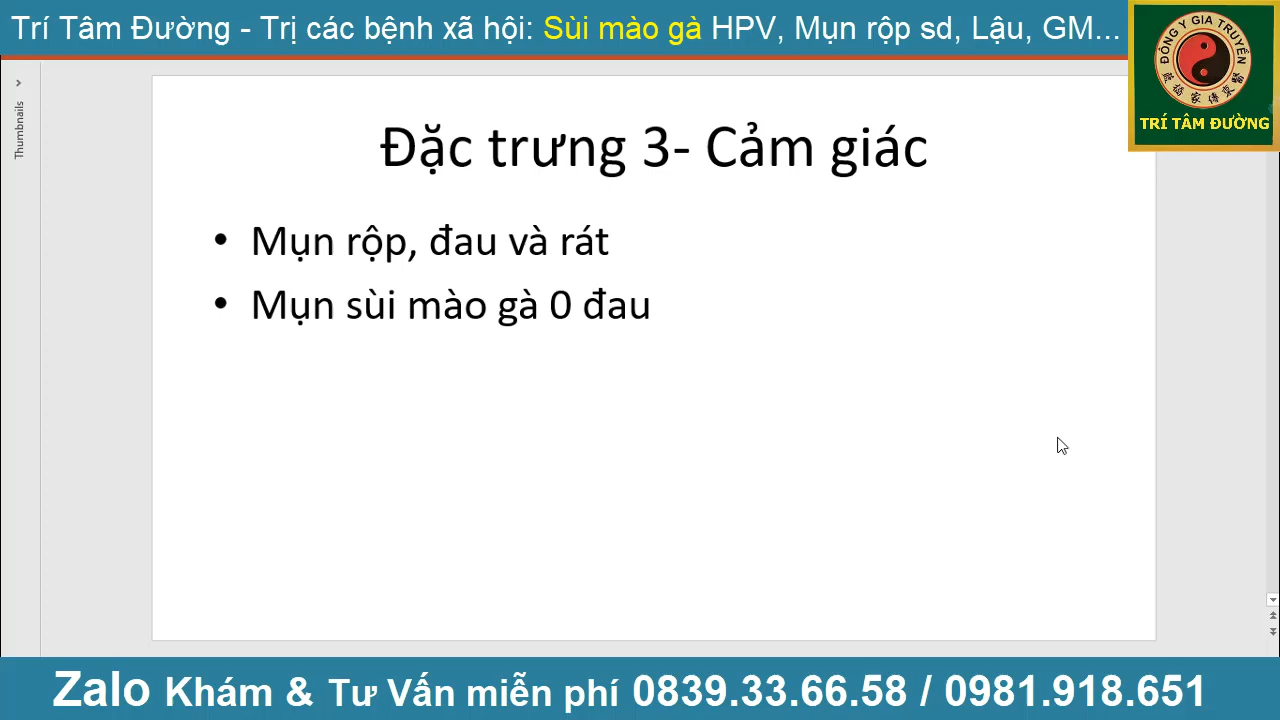 Trí Tâm Đường - Trị các bệnh xã hội: Sùi mào gà HPV, Mụn rộp sd, Lậu, GM...
ĐÔNG Y GIA TRUYỀN
TRÍ TÂM ĐƯỜNG
Thumbnails
Đặc trưng 3- Cảm giác
• Mụn rộp, đau và rát
• Mụn sùi mào gà 0 đau
Zalo Khám & Tư Vấn miễn phí 0839.33.66.58 / 0981.918.651